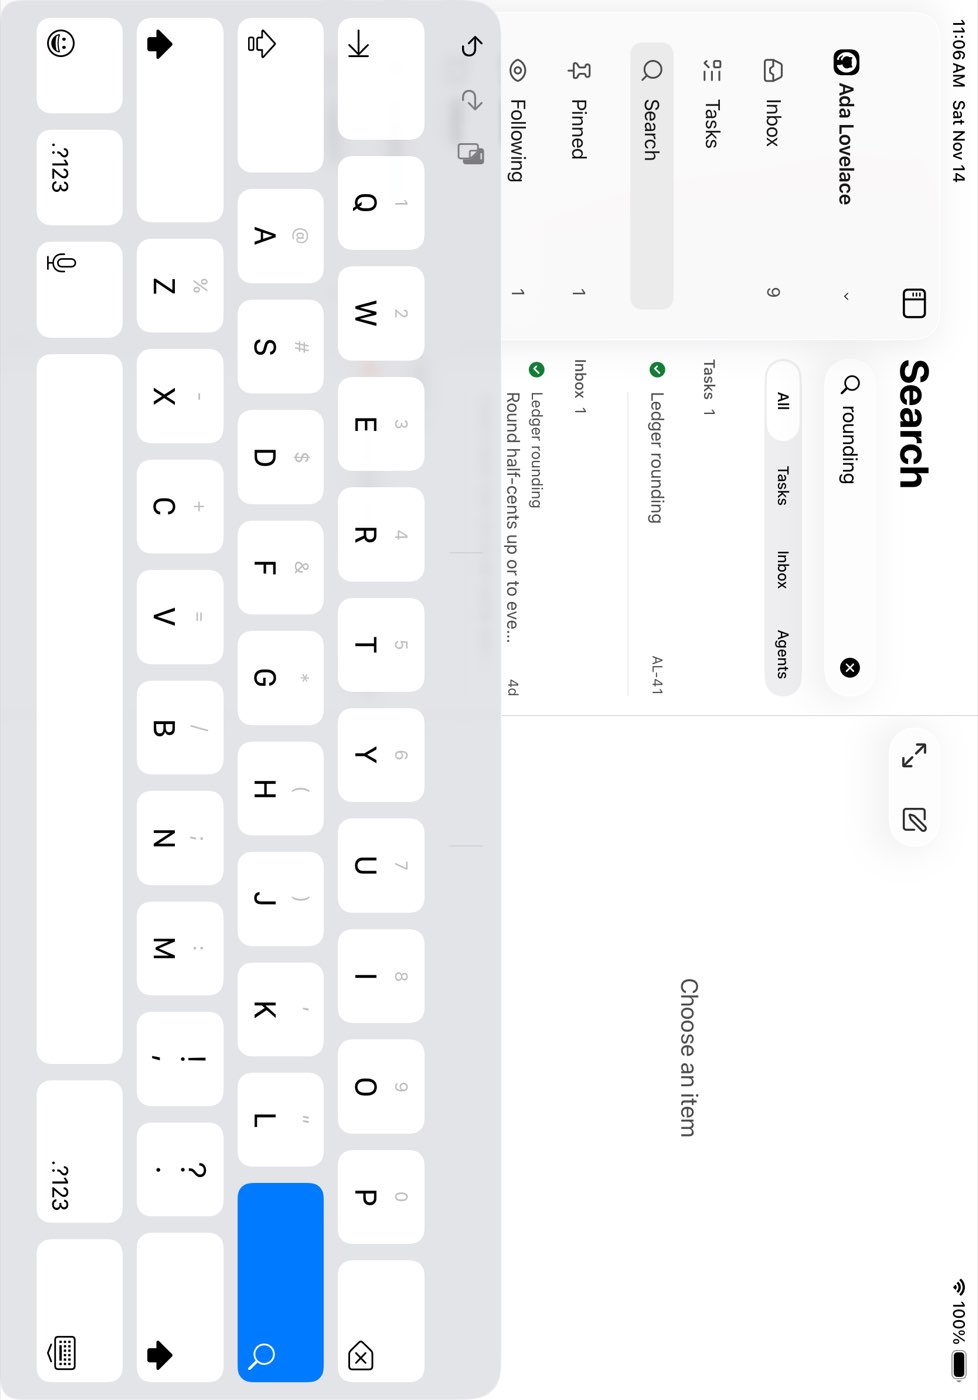 11:06 AM Sat Nov 14
100%
Ada Lovelace
Inbox 9
Tasks
Search
Pinned 1
Following 1
Search
rounding
All Tasks Inbox Agents
Tasks 1
Ledger rounding AL-41
Inbox 1
Ledger rounding
Round half-cents up or to eve... 4d
Choose an item
1 2 3 4 5 6 7 8 9 0
Q W E R T Y U I O P
@ # $ & * ( ) ' "
A S D F G H J K L
% - + = / ; : ! ?
Z X C V B N M , .
.?123 .?123